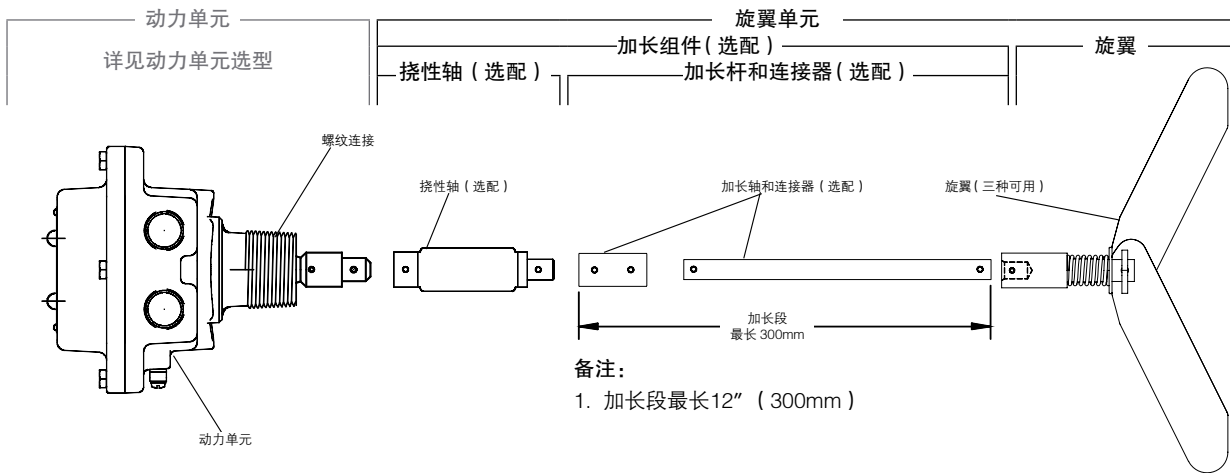 动力单元
旋翼单元
详见动力单元选型
加长组件(选配)
旋翼
挠性轴(选配)
加长杆和连接器(选配)
螺纹连接
挠性轴(选配)
加长轴和连接器(选配)
旋翼(三种可用)
加长段
最长 300mm
备注:
1. 加长段最长12″ (300mm)
动力单元